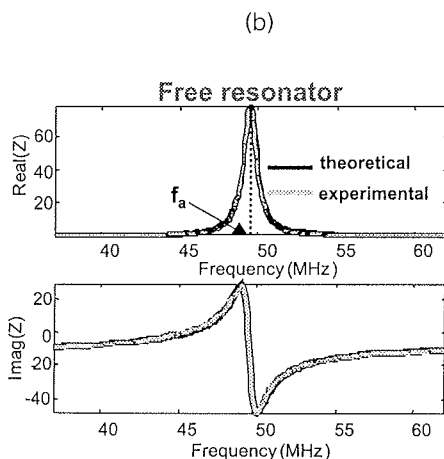 (b)
Free resonator
Real(Z)
60
40
20
theoretical
experimental
fa
40 45 50 55 60
Frequency (MHz)
Imag(Z)
20
0
-20
-40
40 45 50 55 60
Frequency (MHz)